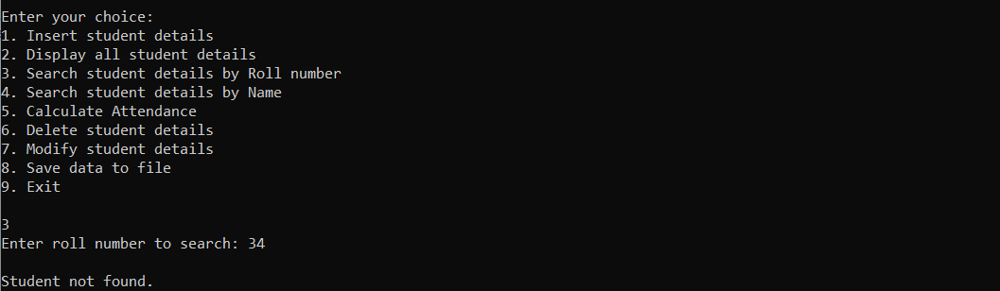 Enter your choice:
1. Insert student details
2. Display all student details
3. Search student details by Roll number
4. Search student details by Name
5. Calculate Attendance
6. Delete student details
7. Modify student details
8. Save data to file
9. Exit
3
Enter roll number to search: 34
Student not found.